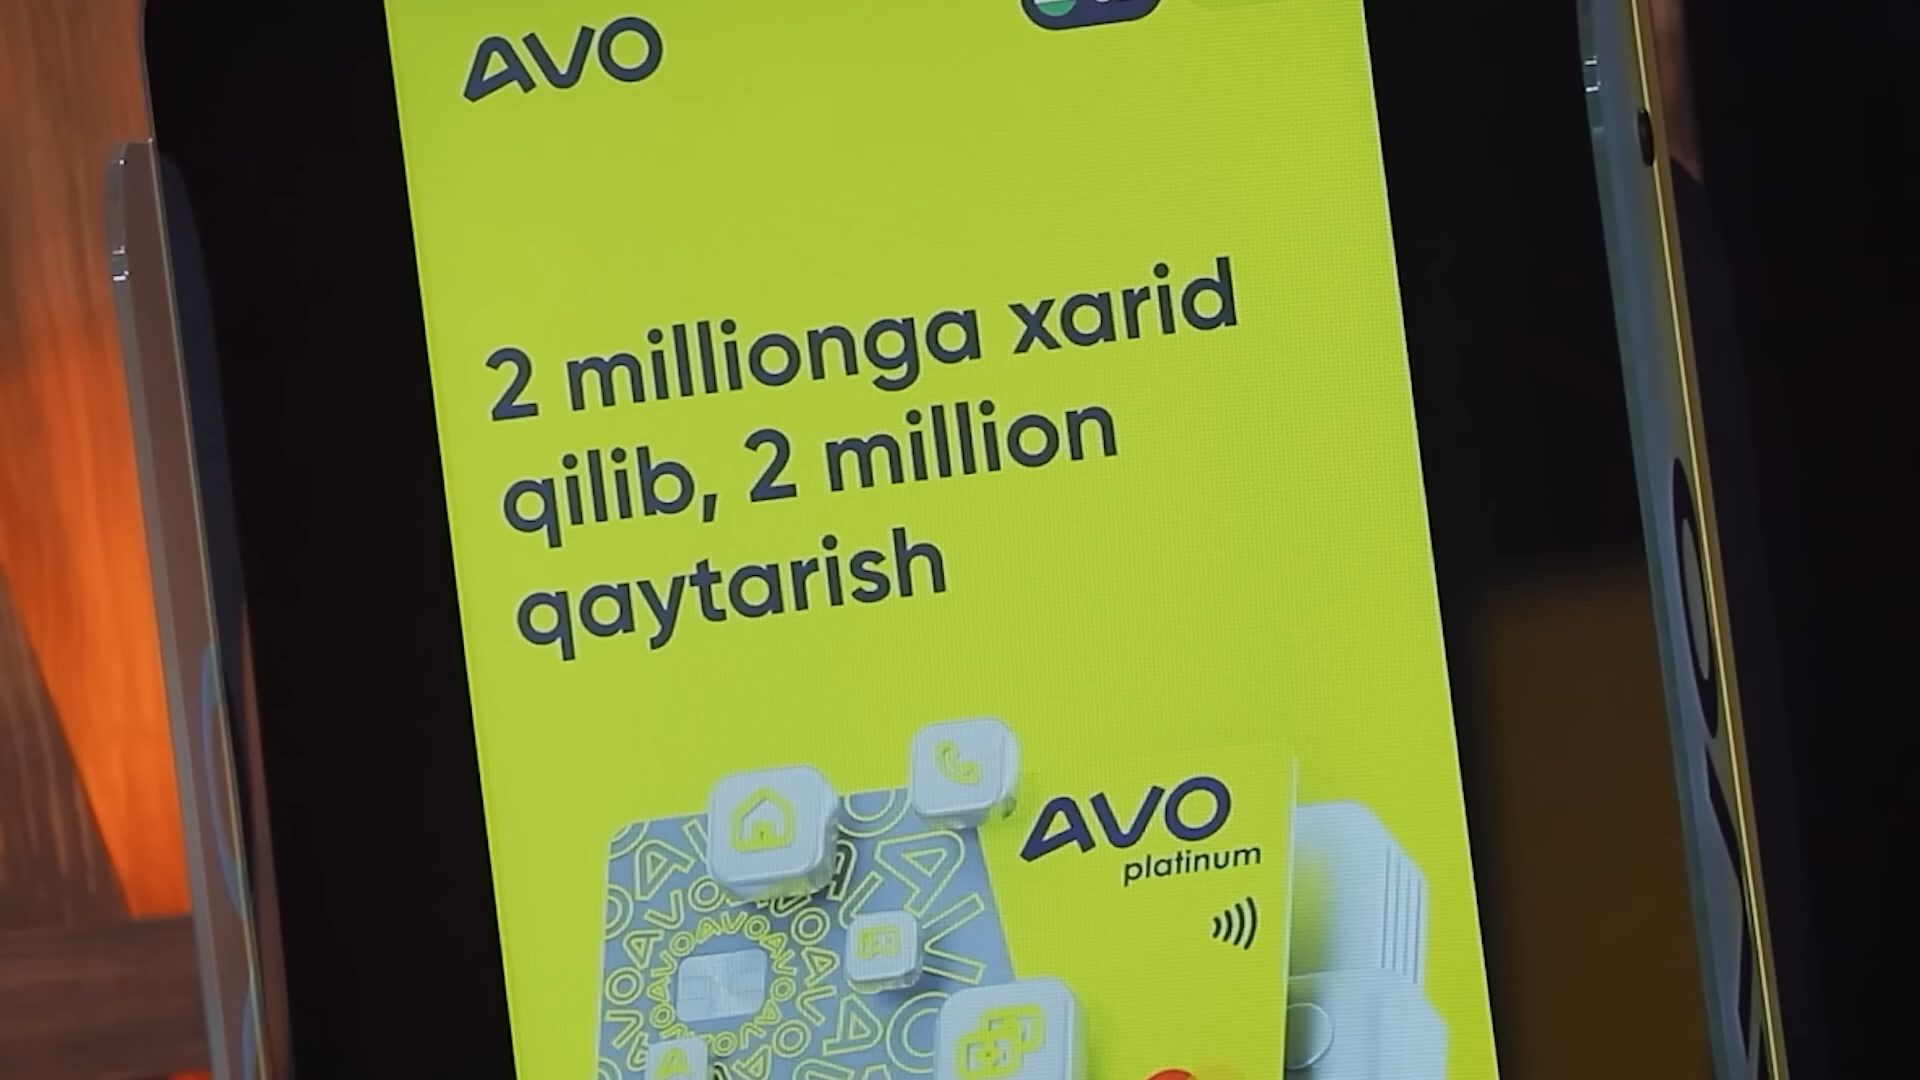 AVO
2 millionga xarid
qilib, 2 million
qaytarish
AVO
platinum